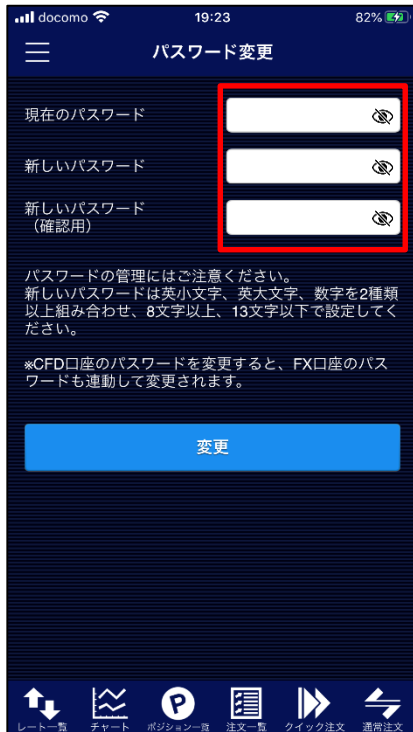 docomo 19:23 82%
パスワード変更
現在のパスワード
新しいパスワード
新しいパスワード
（確認用）
パスワードの管理にはご注意ください。
新しいパスワードは英小文字、英大文字、数字を2種類
以上組み合わせ、8文字以上、13文字以下で設定してく
ださい。
※CFD口座のパスワードを変更すると、FX口座のパス
ワードも連動して変更されます。
変更
P
レート一覧 チャート ポジション一覧 注文一覧 クイック注文 通常注文